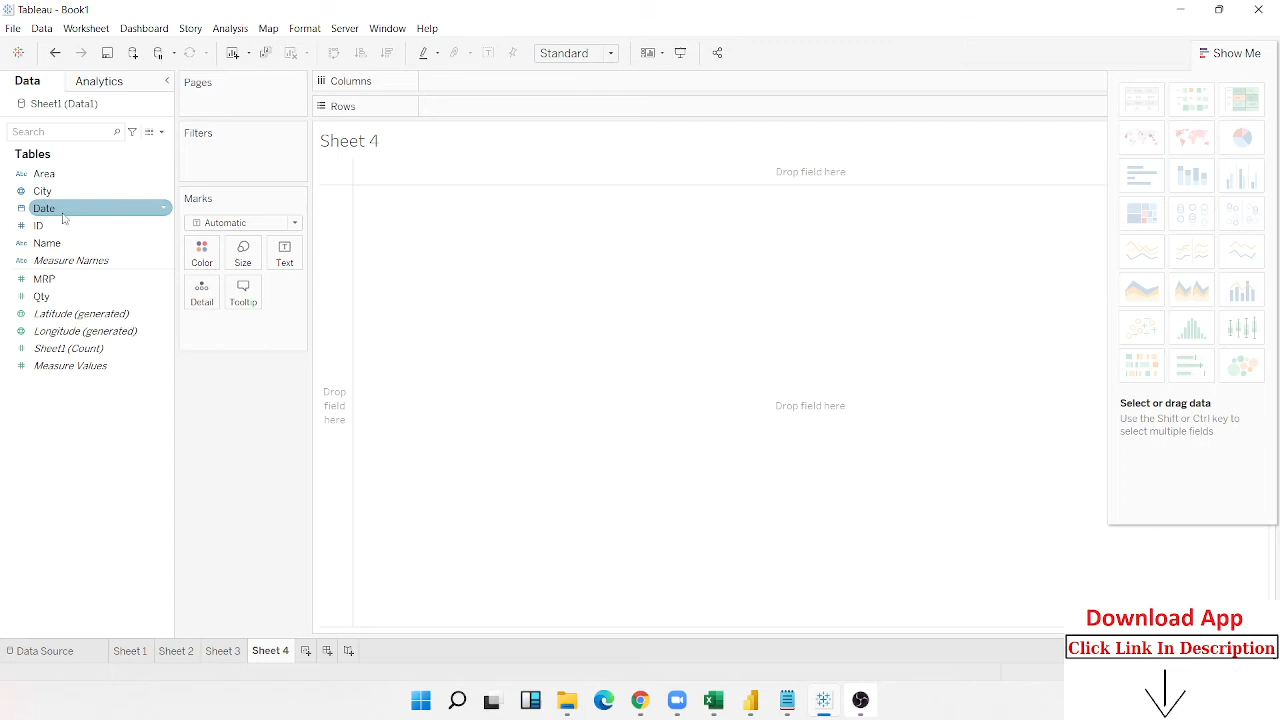 Tableau - Book1
File Data Worksheet Dashboard Story Analysis Map Format Server Window Help
Standard
Show Me
Data Analytics
Pages
Columns
Sheet1 (Data1)
Rows
Search
Filters
Sheet 4
Tables
Area
Drop field here
City
Marks
Date
Automatic
ID
Name
Measure Names
Color Size Text
MRP
Qty
Detail Tooltip
Latitude (generated)
Longitude (generated)
Sheet1 (Count)
Measure Values
Drop
field
here
Drop field here
Select or drag data
Use the Shift or Ctrl key to
select multiple fields
Download App
Click Link In Description
Data Source Sheet 1 Sheet 2 Sheet 3 Sheet 4